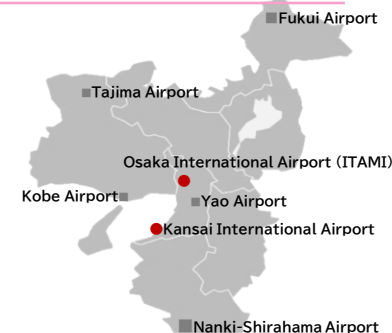 Fukui Airport
Tajima Airport
Osaka International Airport (ITAMI)
Kobe Airport
Yao Airport
Kansai International Airport
Nanki-Shirahama Airport